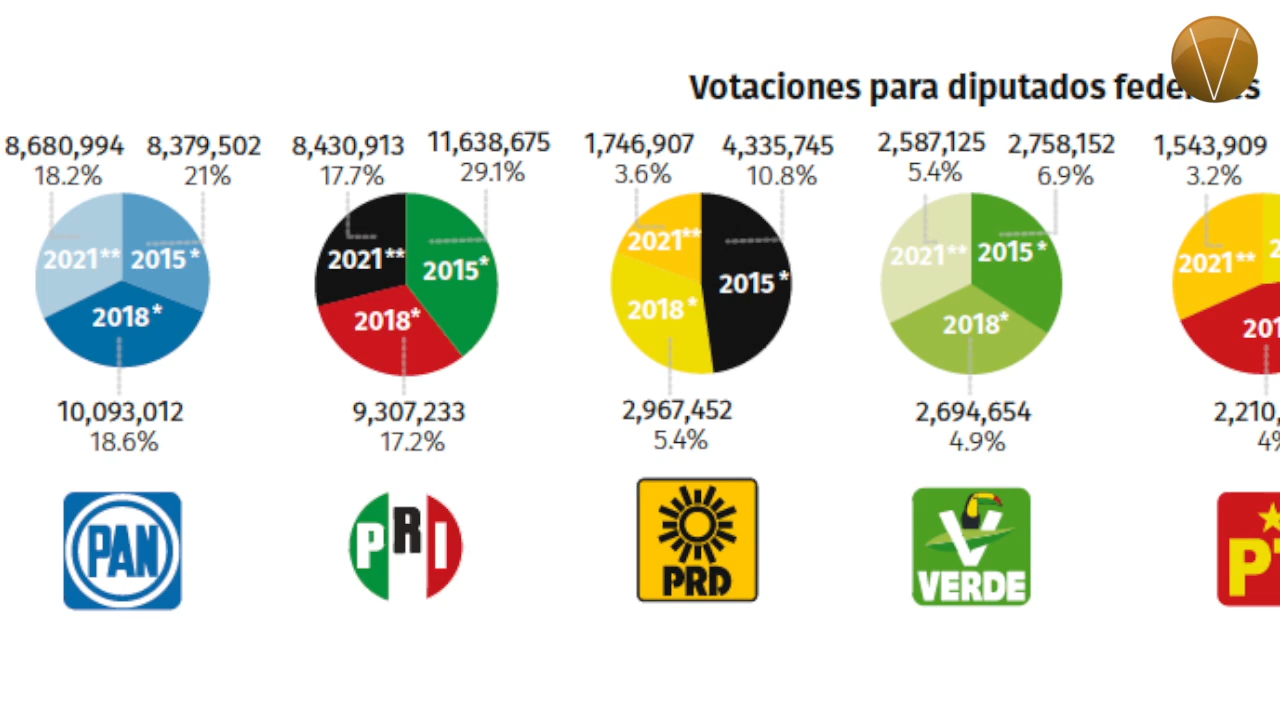 Votaciones para diputados
8,680,994 8,379,502 8,430,913 11,638,675 1,746,907 4,335,745 2,587,125 2,758,152 1,543,909
18.2% 21% 17.7% 29.1% 3.6% 10.8% 5.4% 6.9% 3.2%
2021** 2015* 2021** 2015* 2021** 2015* 2021** 2015* 2021**
2018* 2018* 2018* 2018*
10,093,012 9,307,233 2,967,452 2,694,654
18.6% 17.2% 5.4% 4.9%
PAN PRI PRD VERDE